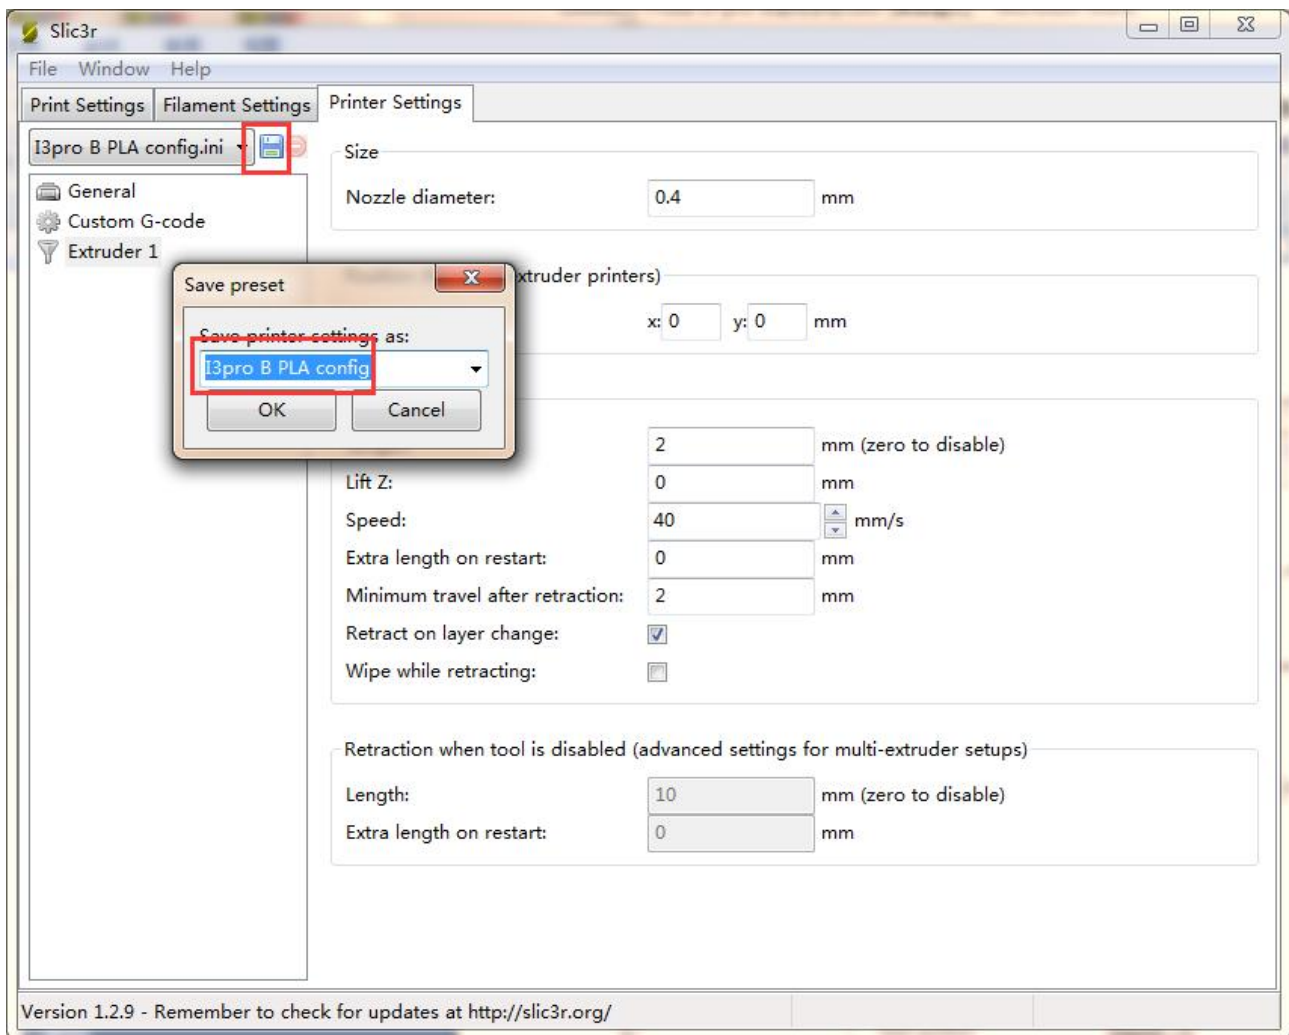 Slic3r
File Window Help
Print Settings Filament Settings Printer Settings
I3pro B PLA config.ini
General
Custom G-code
Extruder 1
Size
Nozzle diameter: 0.4 mm
xtruder printers)
x: 0 y: 0 mm
Save preset
Save printer settings as:
I3pro B PLA config
OK Cancel
2 mm (zero to disable)
Lift Z: 0 mm
Speed: 40 mm/s
Extra length on restart: 0 mm
Minimum travel after retraction: 2 mm
Retract on layer change:
Wipe while retracting:
Retraction when tool is disabled (advanced settings for multi-extruder setups)
Length: 10 mm (zero to disable)
Extra length on restart: 0 mm
Version 1.2.9 - Remember to check for updates at http://slic3r.org/